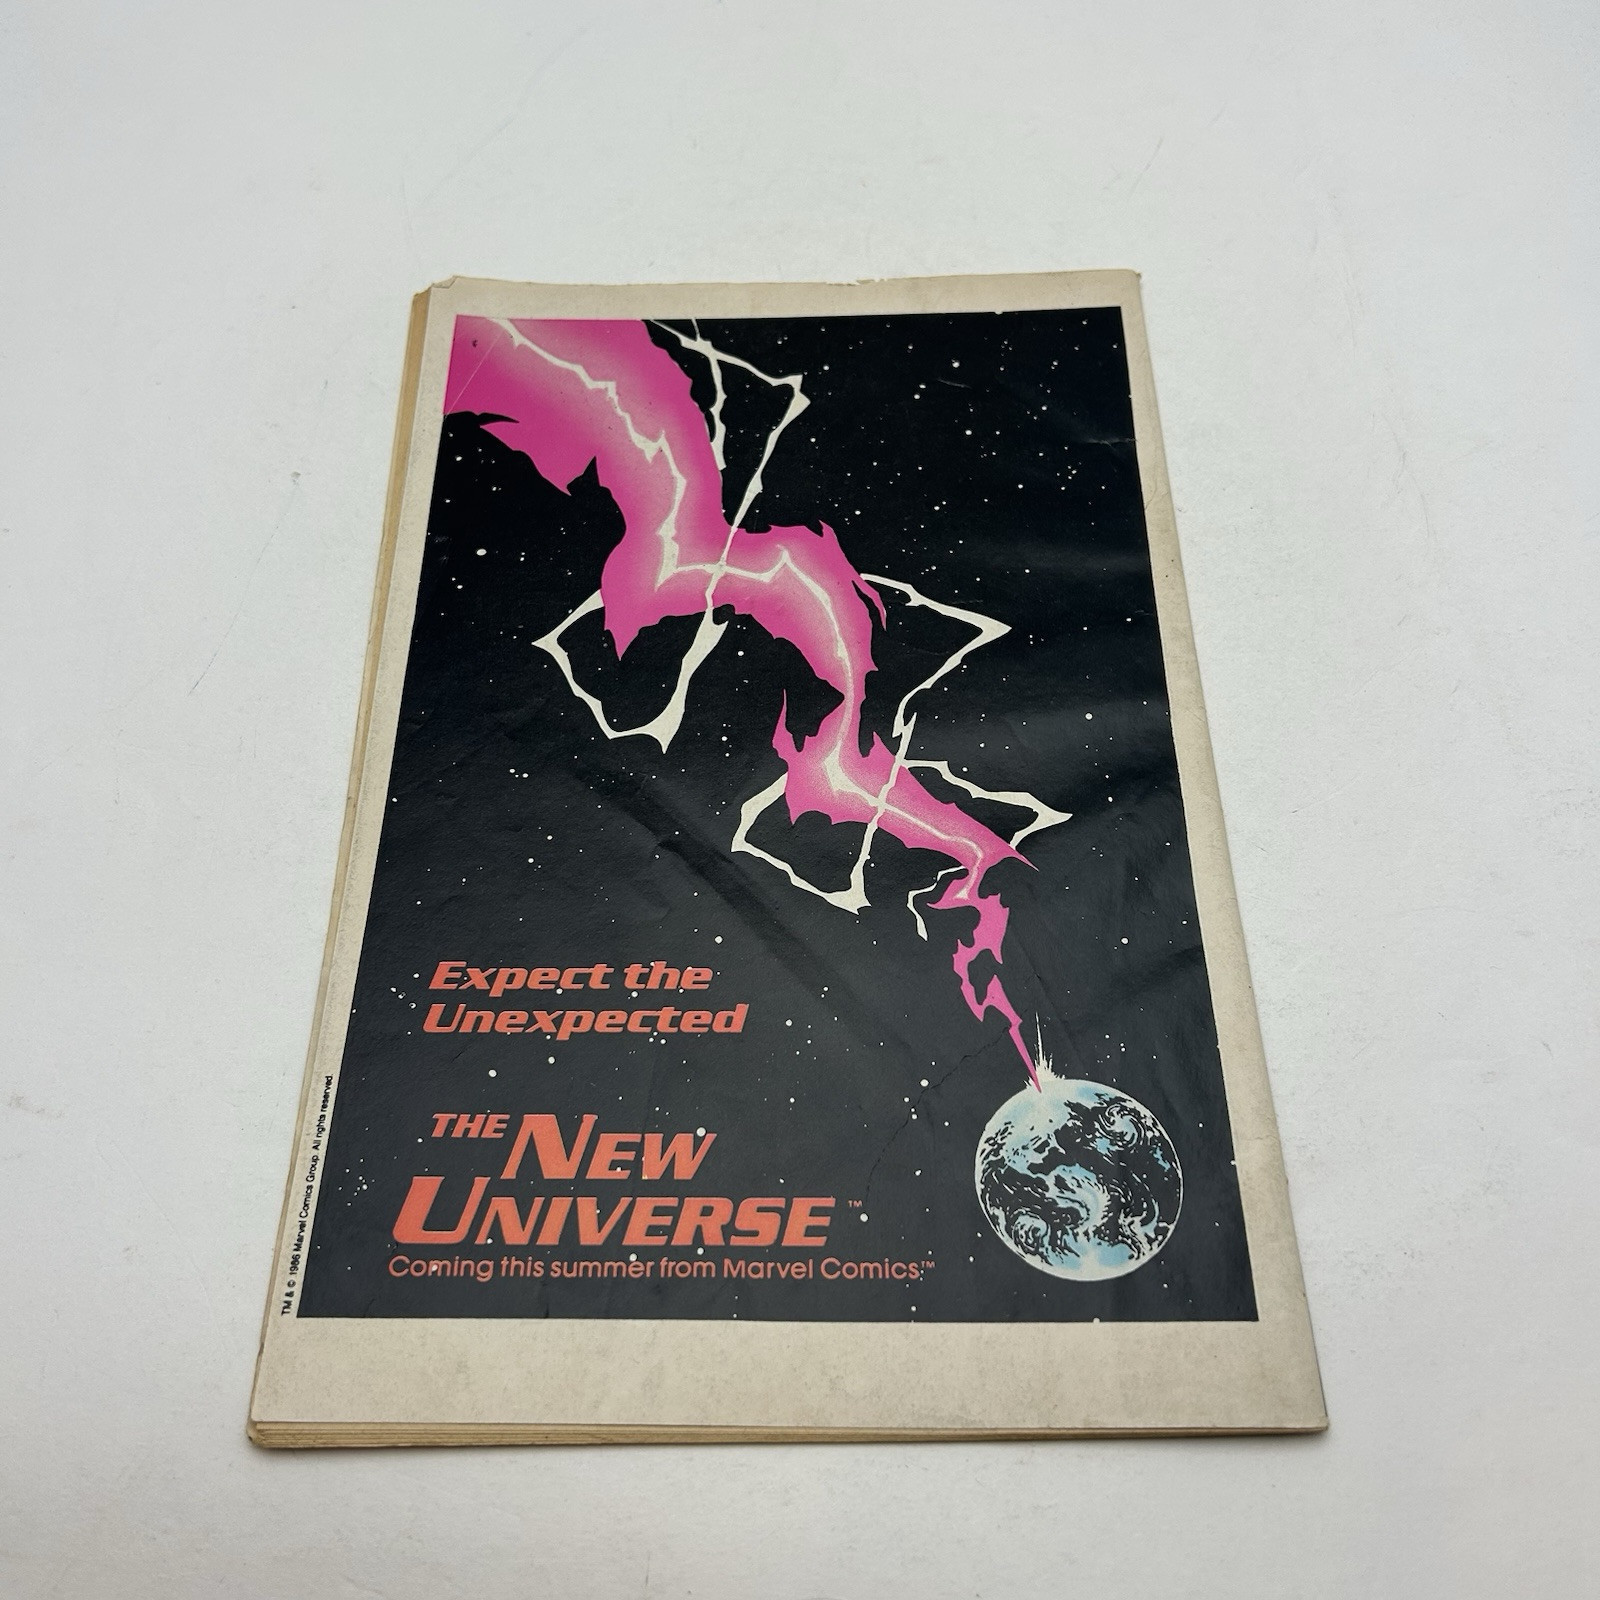 Expect the
Unexpected
THE NEW
UNIVERSE™
Coming this summer from Marvel Comics™
TM & © 1986 Marvel Comics Group. All rights reserved.